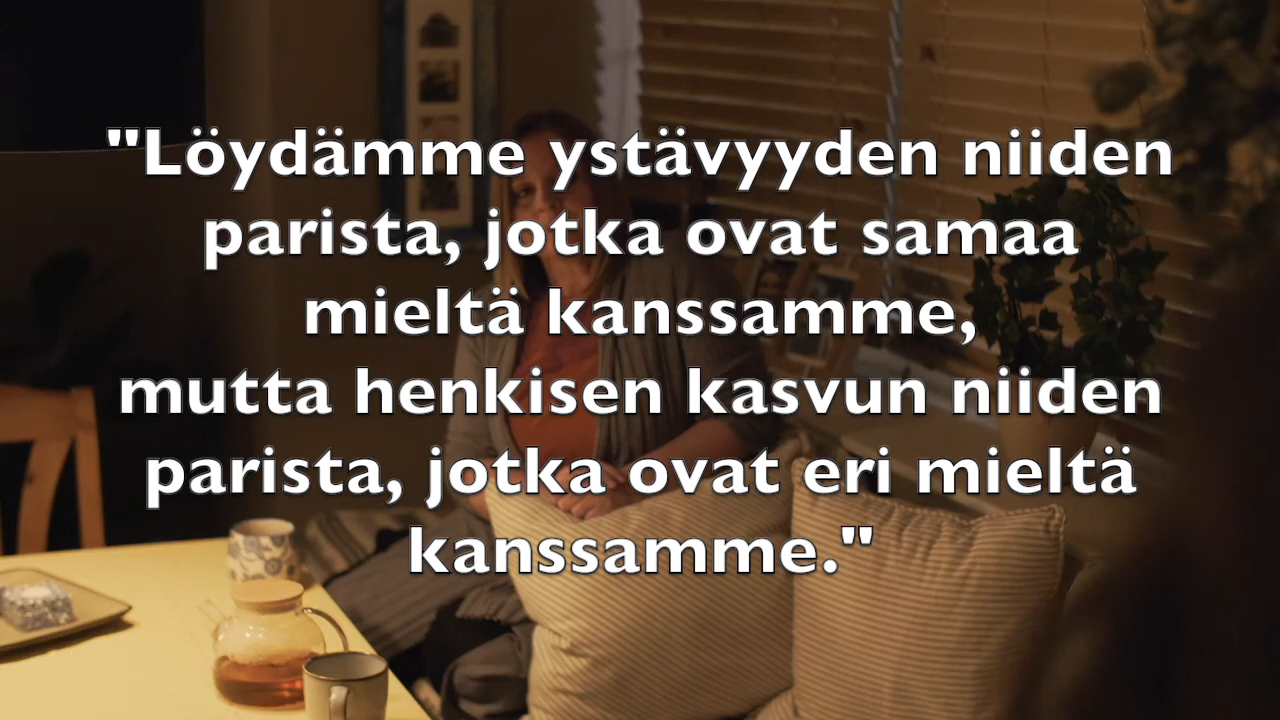 "Löydämme ystävyyden niiden
parista, jotka ovat samaa
mieltä kanssamme,
mutta henkisen kasvun niiden
parista, jotka ovat eri mieltä
kanssamme."